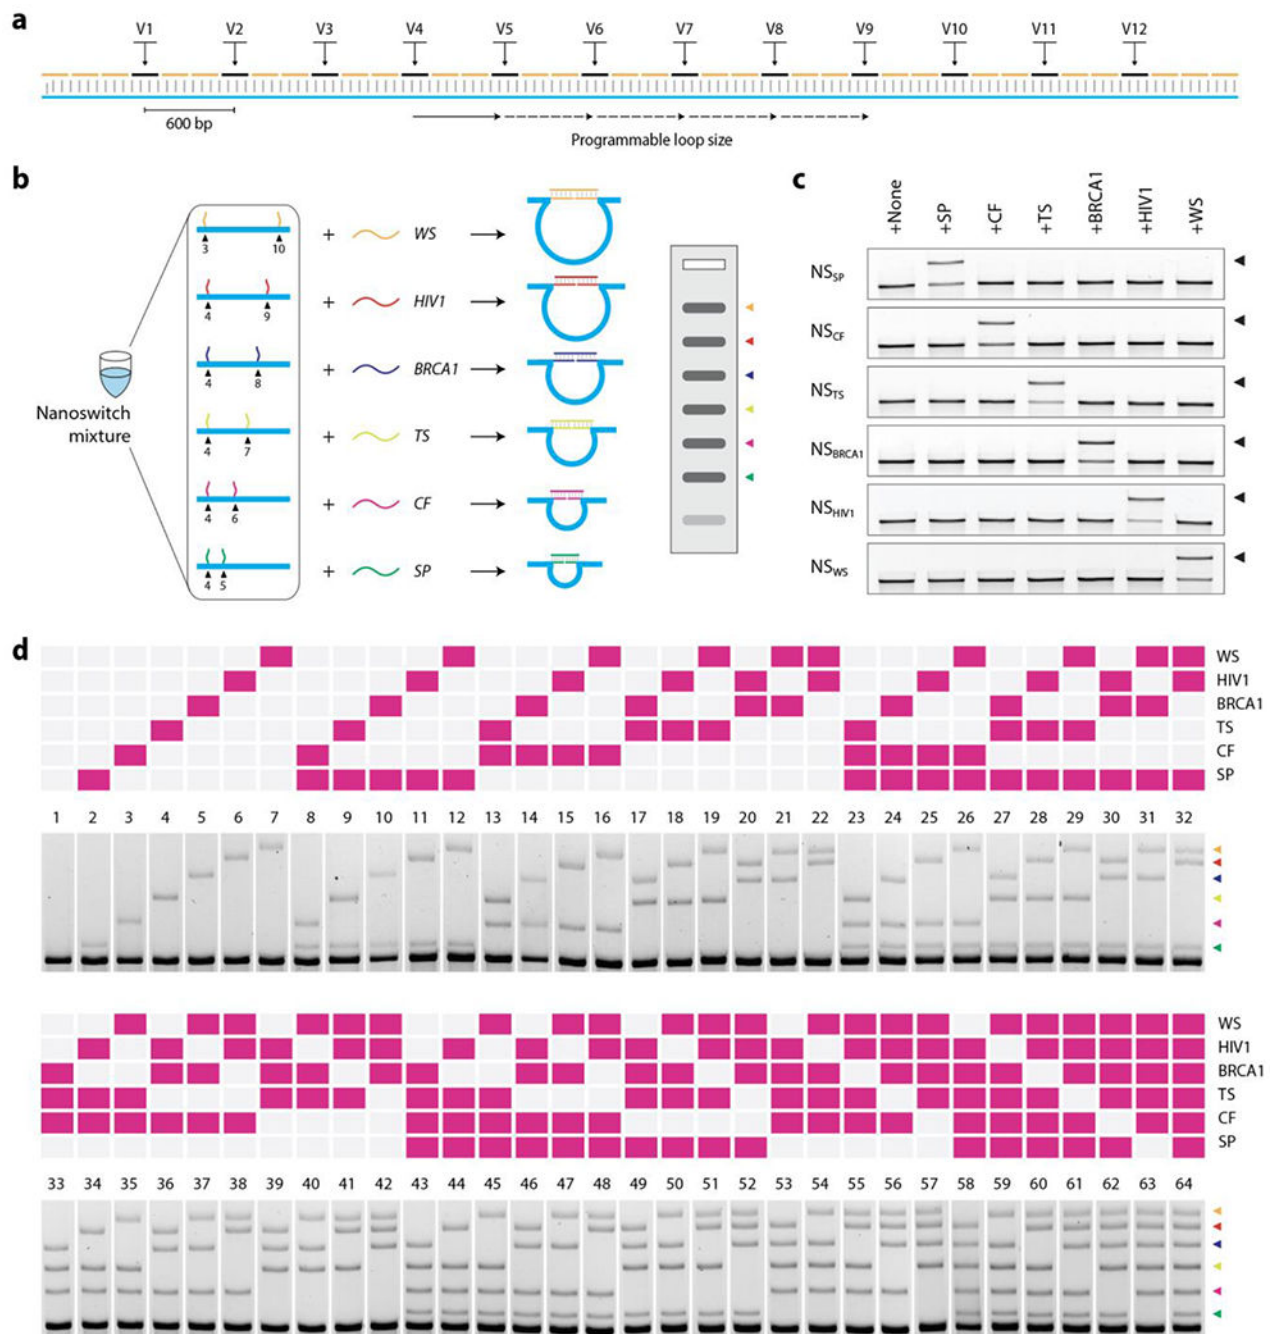 a
V1 V2 V3 V4 V5 V6 V7 V8 V9 V10 V11 V12
600 bp
Programmable loop size
b
Nanoswitch
mixture
3 10
+ WS
4 9
+ HIV1
4 8
+ BRCA1
4 7
+ TS
4 6
+ CF
4 5
+ SP
c
+None +SP +CF +TS +BRCA1 +HIV1 +WS
NSSP
NSCF
NSTS
NSBRCA1
NSHIV1
NSWS
d
WS
HIV1
BRCA1
TS
CF
SP
1 2 3 4 5 6 7 8 9 10 11 12 13 14 15 16 17 18 19 20 21 22 23 24 25 26 27 28 29 30 31 32
WS
HIV1
BRCA1
TS
CF
SP
33 34 35 36 37 38 39 40 41 42 43 44 45 46 47 48 49 50 51 52 53 54 55 56 57 58 59 60 61 62 63 64